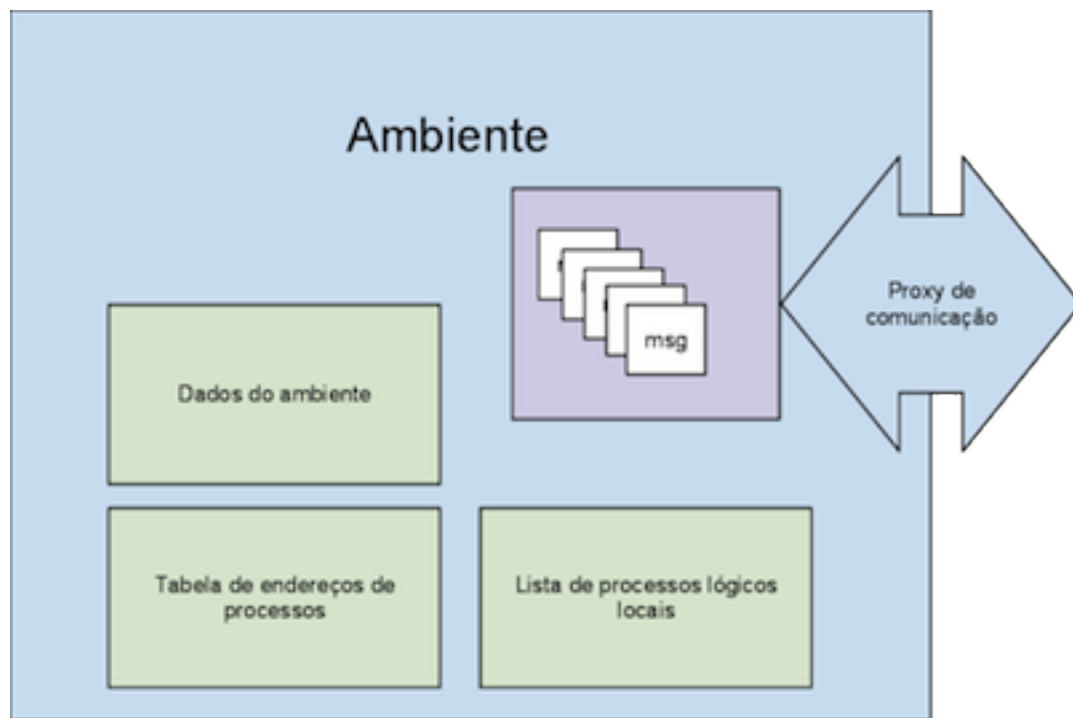 Ambiente
msg
Proxy de
comunicação
Dados do ambiente
Tabela de endereços de
processos
Lista de processos lógicos
locais